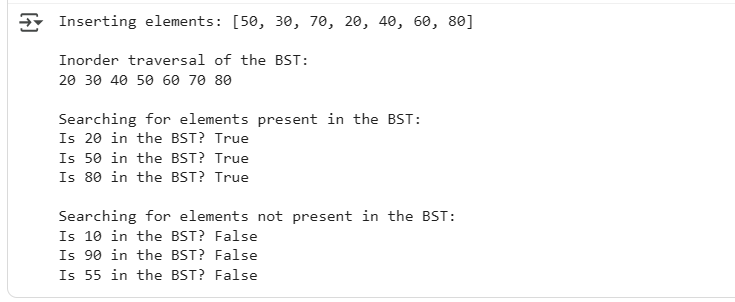 Inserting elements: [50, 30, 70, 20, 40, 60, 80]
Inorder traversal of the BST:
20 30 40 50 60 70 80
Searching for elements present in the BST:
Is 20 in the BST? True
Is 50 in the BST? True
Is 80 in the BST? True
Searching for elements not present in the BST:
Is 10 in the BST? False
Is 90 in the BST? False
Is 55 in the BST? False